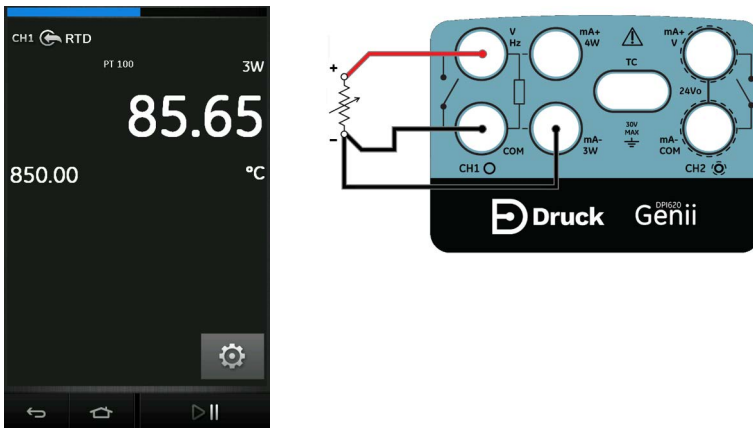 CH1 RTD
PT 100
3W
85.65
850.00 °C
+
-
V
Hz
mA+
4W
mA+
V
TC
24Vo
COM
mA-
3W
30V
MAX
mA-
COM
CH1
CH2
Druck
DPI620
Genii